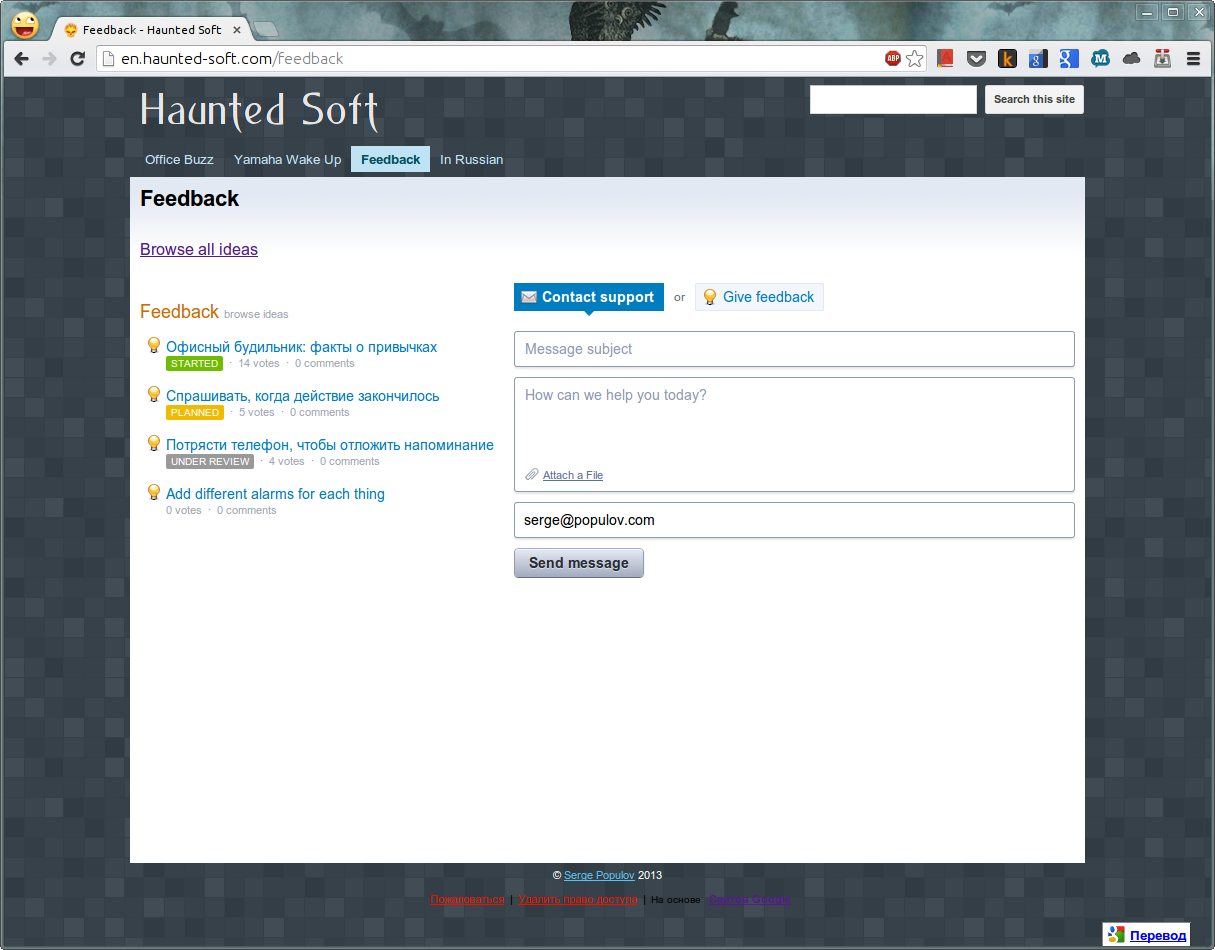 Feedback - Haunted Soft
en.haunted-soft.com/feedback
ABP
Haunted Soft
Search this site
Office Buzz Yamaha Wake Up Feedback In Russian
Feedback
Browse all ideas
Contact support or Give feedback
Feedback browse ideas
Офисный будильник: факты о привычках
STARTED · 14 votes · 0 comments
Спрашивать, когда действие закончилось
PLANNED · 5 votes · 0 comments
Потрясти телефон, чтобы отложить напоминание
UNDER REVIEW · 4 votes · 0 comments
Add different alarms for each thing
0 votes · 0 comments
Message subject
How can we help you today?
Attach a File
serge@populov.com
Send message
© Serge Populov 2013
Пожаловаться | Удалить право доступа | На основе Сайтов Google
Перевод